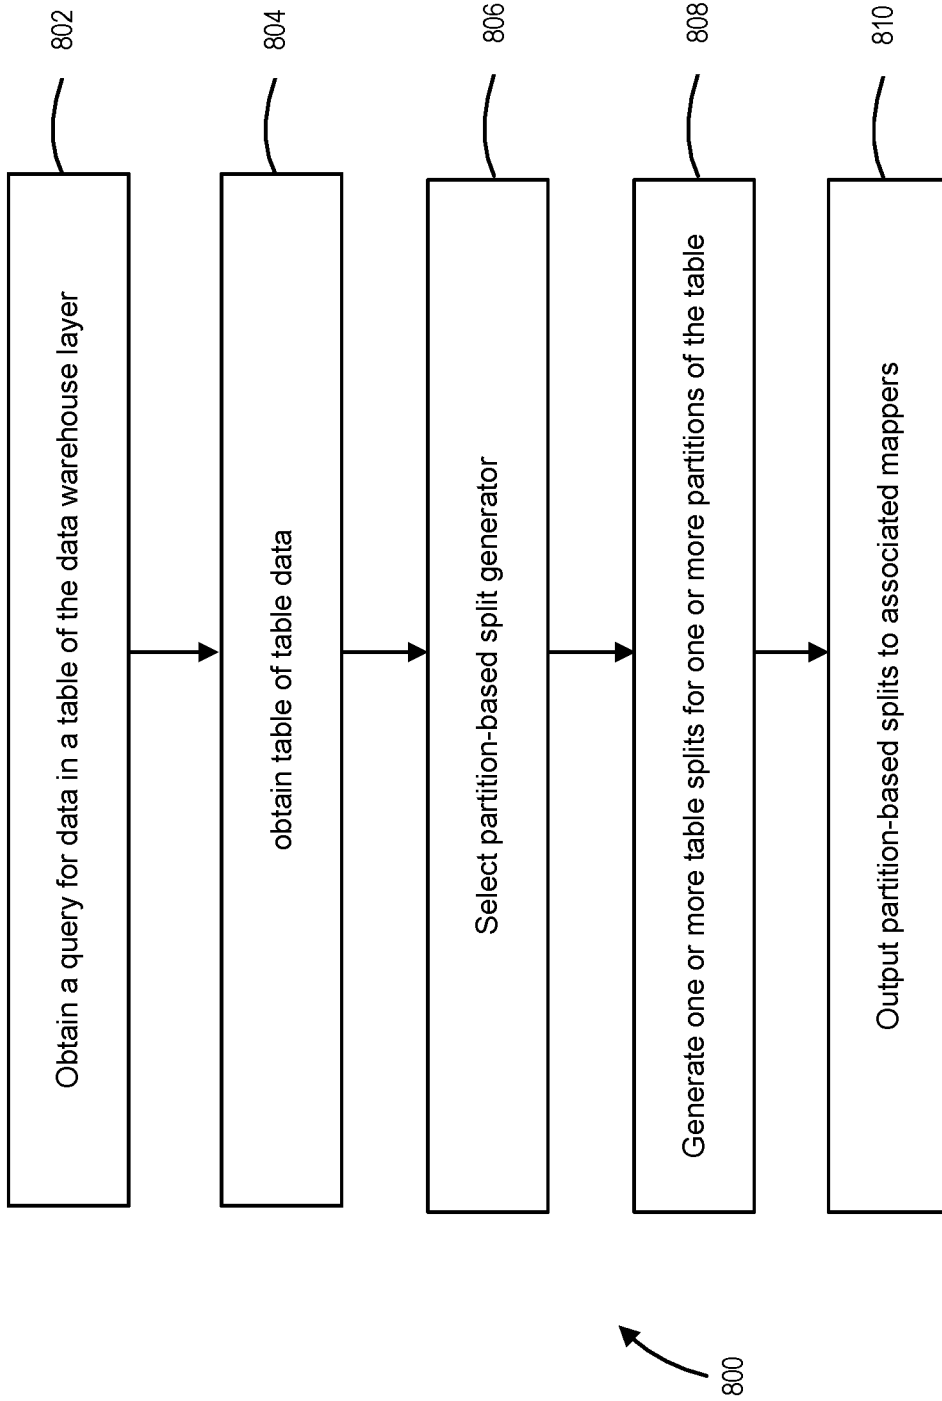 Obtain a query for data in a table of the data warehouse layer
802
obtain table of table data
804
Select partition-based split generator
806
Generate one or more table splits for one or more partitions of the table
808
Output partition-based splits to associated mappers
810
800